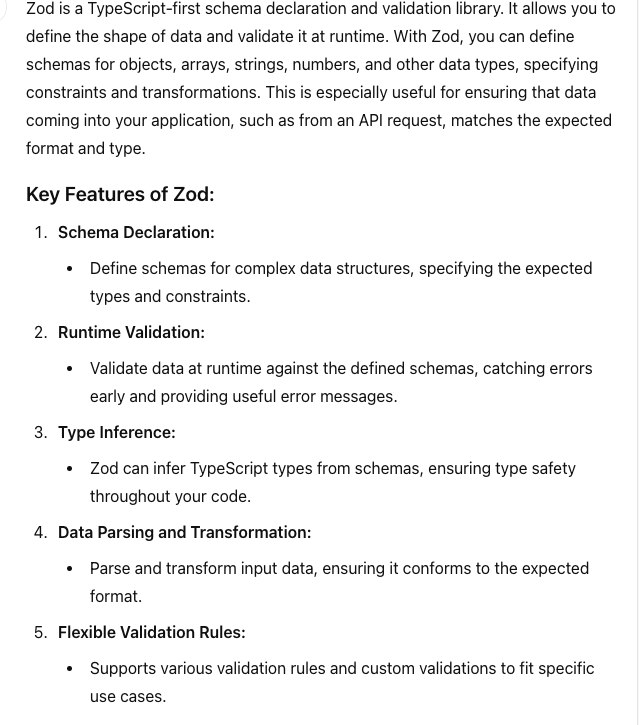 Zod is a TypeScript-first schema declaration and validation library. It allows you to
define the shape of data and validate it at runtime. With Zod, you can define
schemas for objects, arrays, strings, numbers, and other data types, specifying
constraints and transformations. This is especially useful for ensuring that data
coming into your application, such as from an API request, matches the expected
format and type.
Key Features of Zod:
1. Schema Declaration:
• Define schemas for complex data structures, specifying the expected
types and constraints.
2. Runtime Validation:
• Validate data at runtime against the defined schemas, catching errors
early and providing useful error messages.
3. Type Inference:
• Zod can infer TypeScript types from schemas, ensuring type safety
throughout your code.
4. Data Parsing and Transformation:
• Parse and transform input data, ensuring it conforms to the expected
format.
5. Flexible Validation Rules:
• Supports various validation rules and custom validations to fit specific
use cases.